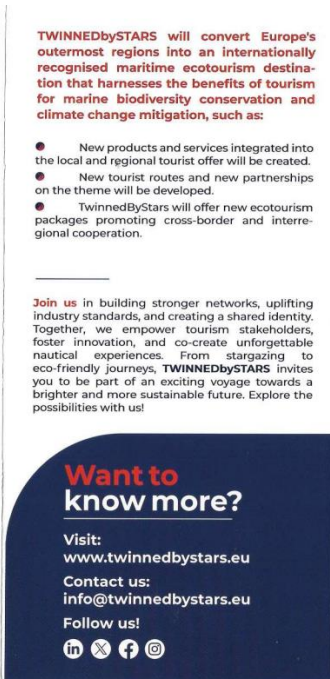 TWINNEDbySTARS will convert Europe's
outermost regions into an internationally
recognised maritime ecotourism destina-
tion that harnesses the benefits of tourism
for marine biodiversity conservation and
climate change mitigation, such as:
New products and services integrated into
the local and regional tourist offer will be created.
New tourist routes and new partnerships
on the theme will be developed.
TwinnedByStars will offer new ecotourism
packages promoting cross-border and interre-
gional cooperation.
Join us in building stronger networks, uplifting
industry standards, and creating a shared identity.
Together, we empower tourism stakeholders,
foster innovation, and co-create unforgettable
nautical experiences. From stargazing to
eco-friendly journeys, TWINNEDbySTARS invites
you to be part of an exciting voyage towards a
brighter and more sustainable future. Explore the
possibilities with us!
Want to
know more?
Visit:
www.twinnedbystars.eu
Contact us:
info@twinnedbystars.eu
Follow us!